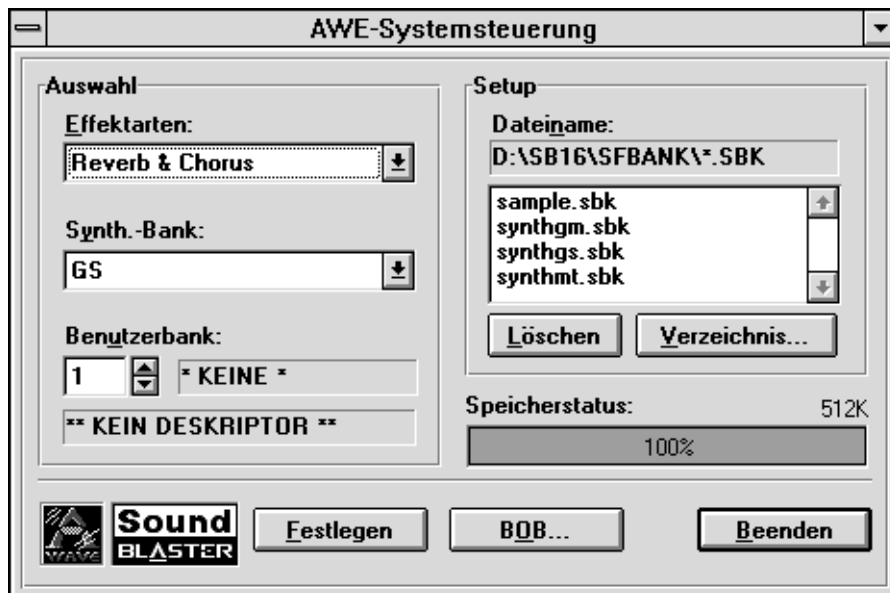 AWE-Systemsteuerung
Auswahl
Effektarten:
Reverb & Chorus
Synth.-Bank:
GS
Benutzerbank:
1
* KEINE *
** KEIN DESKRIPTOR **
Setup
Dateiname:
D:\SB16\SFBANK\*.SBK
sample.sbk
synthgm.sbk
synthgs.sbk
synthmt.sbk
Löschen
Verzeichnis...
Speicherstatus:
512K
100%
WAVE
Sound
BLASTER
Festlegen
BOB...
Beenden